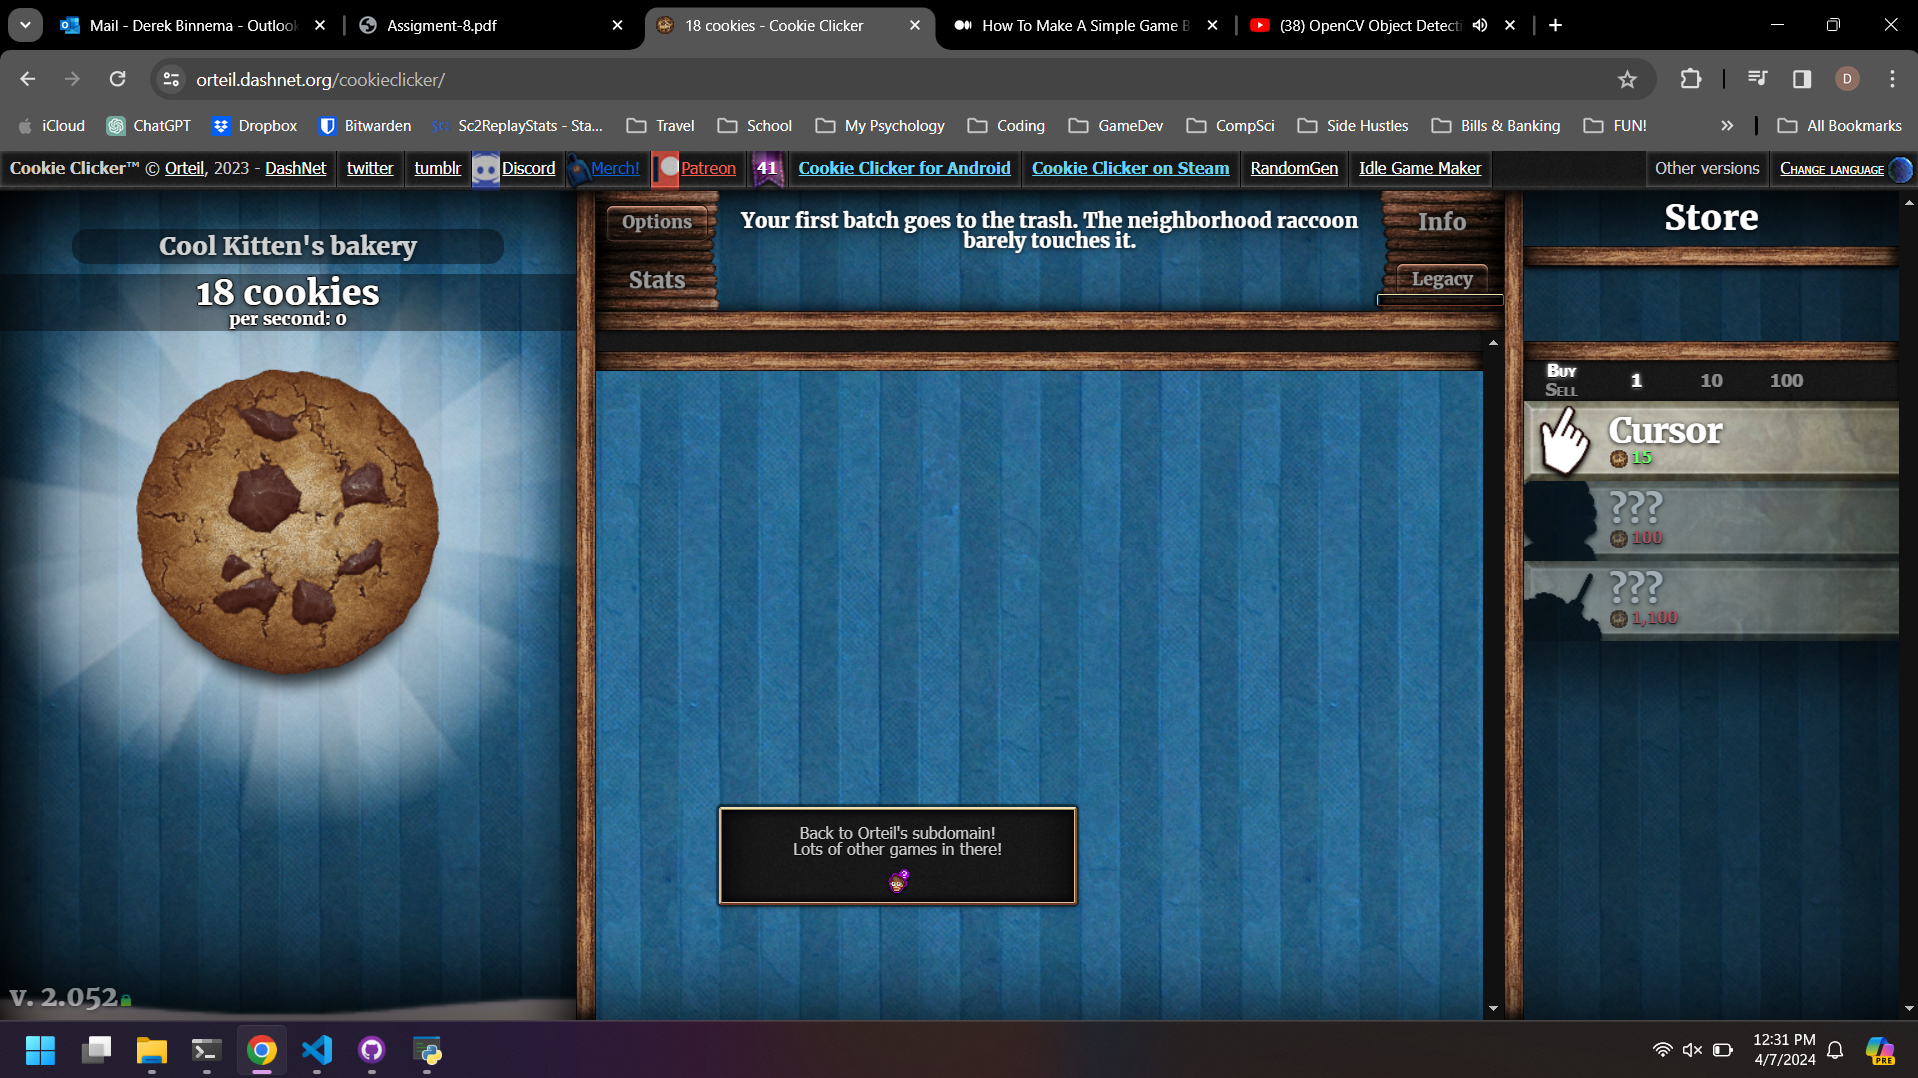 Mail - Derek Binnema - Outlook
Assigment-8.pdf
18 cookies - Cookie Clicker
How To Make A Simple Game B
(38) OpenCV Object Detecti
orteil.dashnet.org/cookieclicker/
D
iCloud
ChatGPT
Dropbox
Bitwarden
Sc2ReplayStats - Sta...
Travel
School
My Psychology
Coding
GameDev
CompSci
Side Hustles
Bills & Banking
FUN!
»
All Bookmarks
Cookie Clicker™ © Orteil, 2023 - DashNet
twitter
tumblr
Discord
Merch!
Patreon
41
Cookie Clicker for Android
Cookie Clicker on Steam
RandomGen
Idle Game Maker
Other versions
Change language
Cool Kitten's bakery
18 cookies
per second: 0
v. 2.052
Options
Stats
Your first batch goes to the trash. The neighborhood raccoon
barely touches it.
Info
Legacy
Back to Orteil's subdomain!
Lots of other games in there!
?
Store
Buy
Sell
1
10
100
Cursor
15
???
100
???
1,100
12:31 PM
4/7/2024
PRE